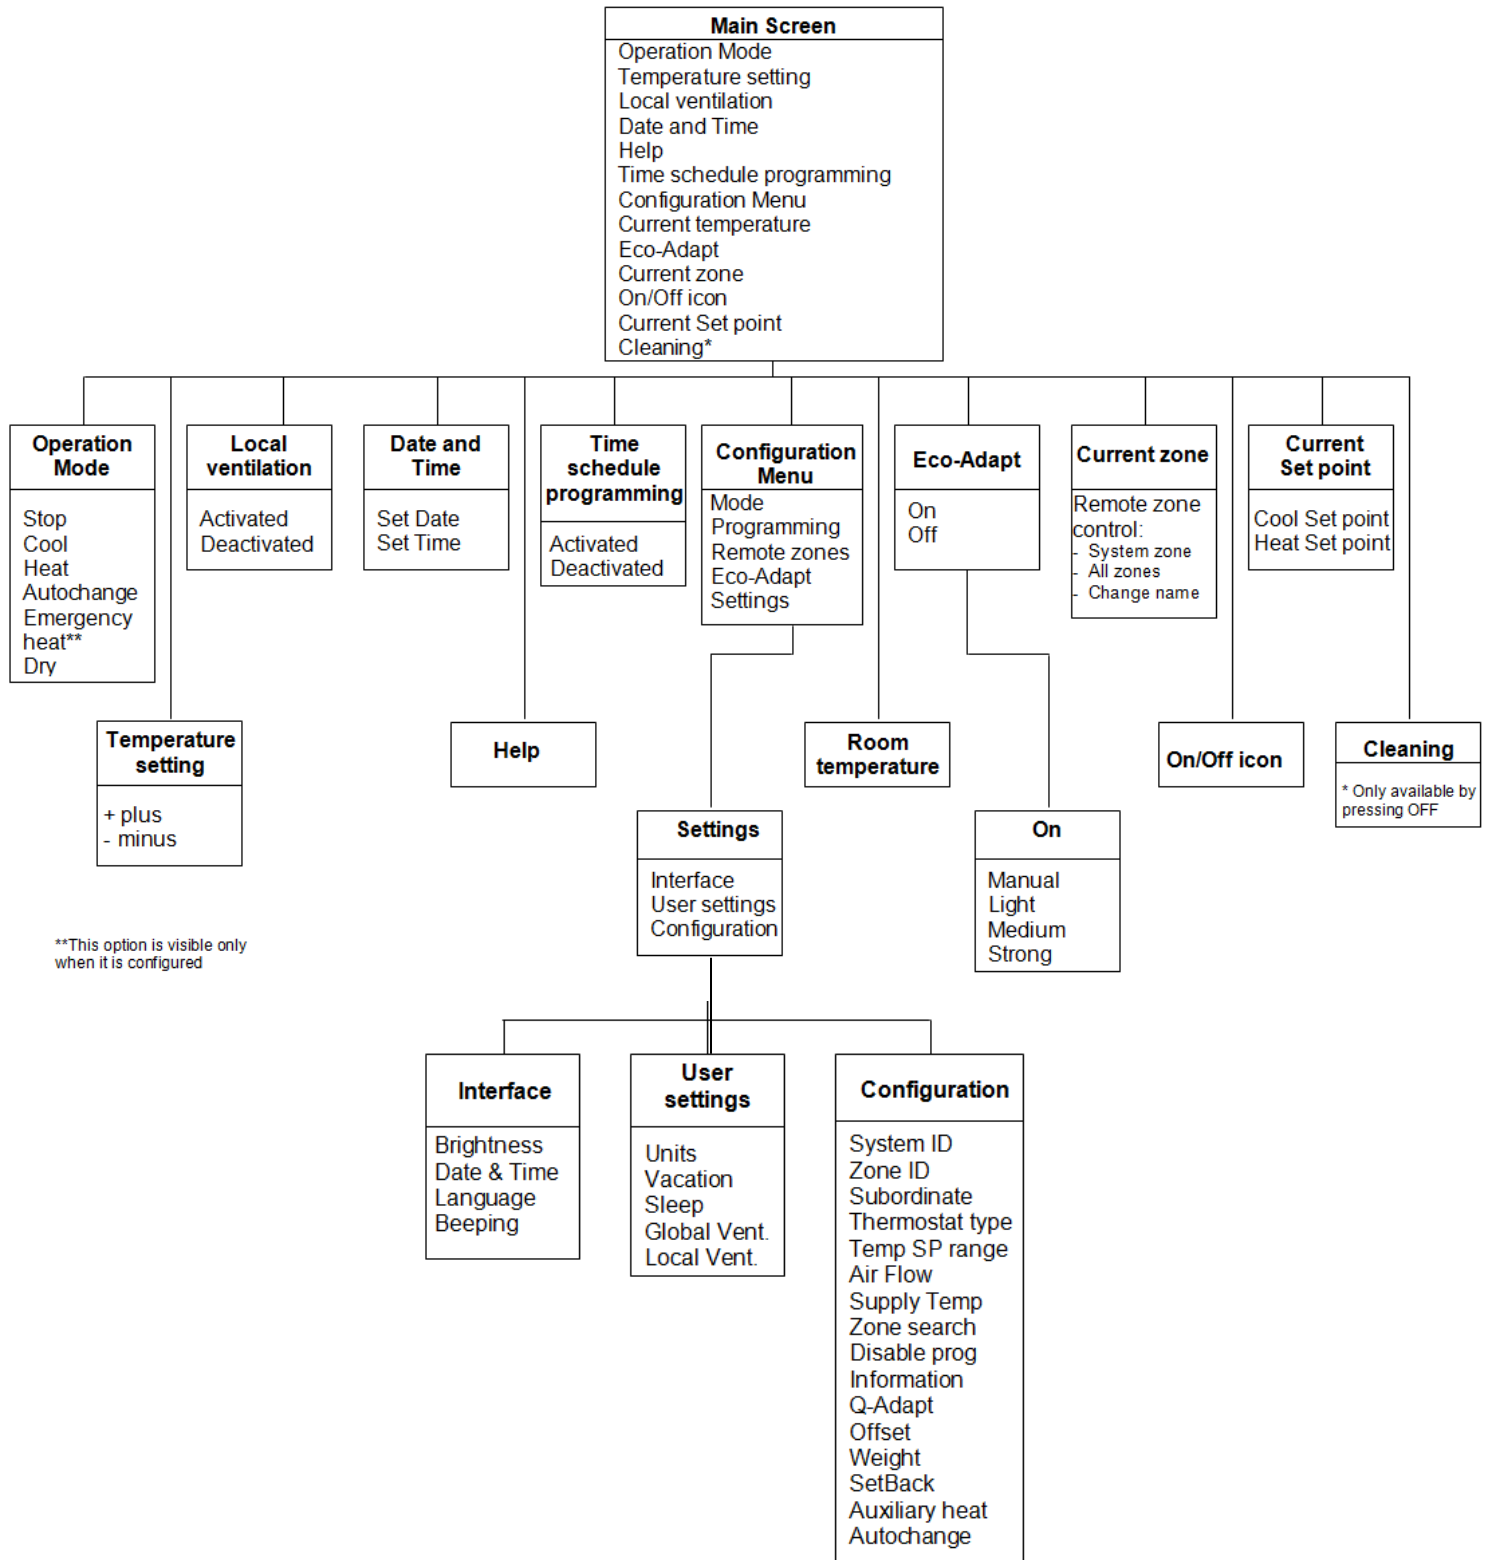 Main Screen
Operation Mode
Temperature setting
Local ventilation
Date and Time
Help
Time schedule programming
Configuration Menu
Current temperature
Eco-Adapt
Current zone
On/Off icon
Current Set point
Cleaning*
Operation
Mode
Stop
Cool
Heat
Autochange
Emergency
heat**
Dry
Local
ventilation
Activated
Deactivated
Date and
Time
Set Date
Set Time
Time
schedule
programming
Activated
Deactivated
Configuration
Menu
Mode
Programming
Remote zones
Eco-Adapt
Settings
Eco-Adapt
On
Off
Current zone
Remote zone
control:
- System zone
- All zones
- Change name
Current
Set point
Cool Set point
Heat Set point
Temperature
setting
+ plus
- minus
Help
Room
temperature
On/Off icon
Cleaning
* Only available by
pressing OFF
Settings
Interface
User settings
Configuration
On
Manual
Light
Medium
Strong
**This option is visible only
when it is configured
Interface
Brightness
Date & Time
Language
Beeping
User
settings
Units
Vacation
Sleep
Global Vent.
Local Vent.
Configuration
System ID
Zone ID
Subordinate
Thermostat type
Temp SP range
Air Flow
Supply Temp
Zone search
Disable prog
Information
Q-Adapt
Offset
Weight
SetBack
Auxiliary heat
Autochange